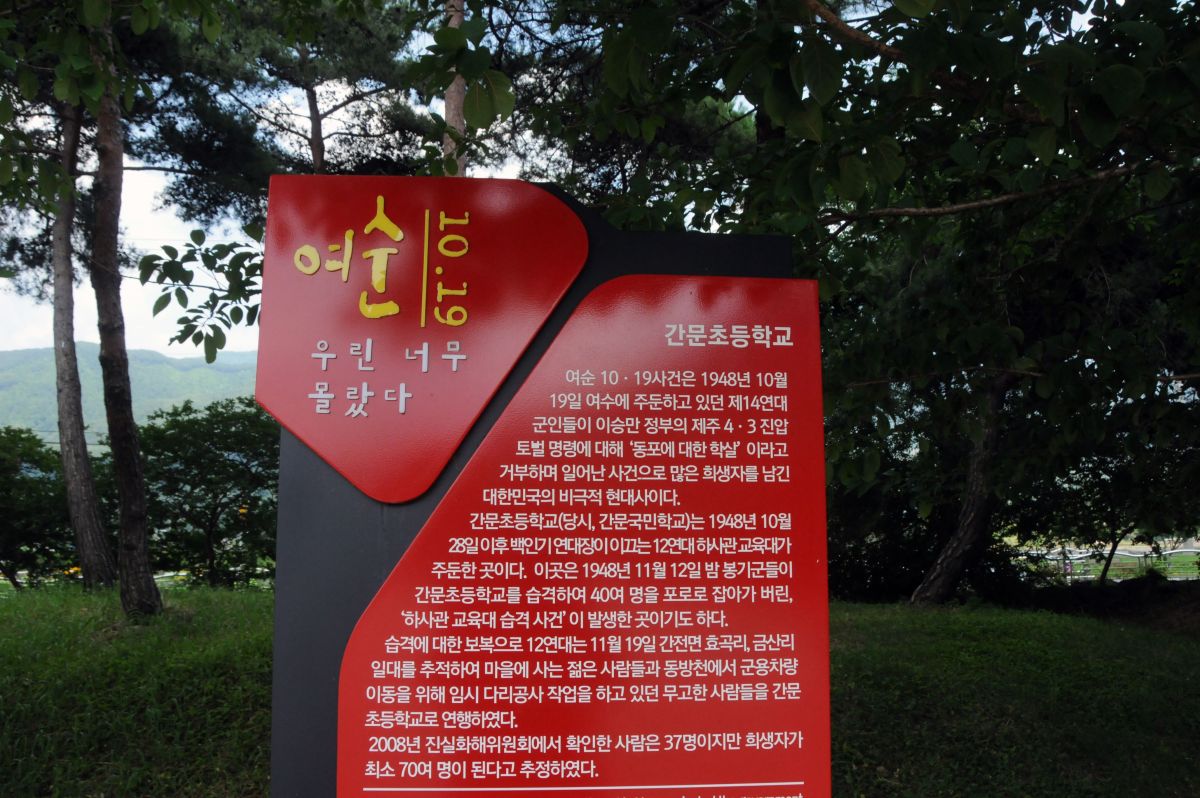 여순
10.19
우린 너무
몰랐다
간문초등학교
여순 10 · 19사건은 1948년 10월
19일 여수에 주둔하고 있던 제14연대
군인들이 이승만 정부의 제주 4 · 3 진압
토벌 명령에 대해 ‘동포에 대한 학살’ 이라고
거부하며 일어난 사건으로 많은 희생자를 남긴
대한민국의 비극적 현대사이다.
간문초등학교(당시, 간문국민학교)는 1948년 10월
28일 이후 백인기 연대장이 이끄는 12연대 하사관 교육대가
주둔한 곳이다. 이곳은 1948년 11월 12일 밤 봉기군들이
간문초등학교를 습격하여 40여 명을 포로로 잡아가 버린,
‘하사관 교육대 습격 사건’ 이 발생한 곳이기도 하다.
습격에 대한 보복으로 12연대는 11월 19일 간전면 효곡리, 금산리
일대를 추적하여 마을에 사는 젊은 사람들과 동방천에서 군용차량
이동을 위해 임시 다리공사 작업을 하고 있던 무고한 사람들을 간문
초등학교로 연행하였다.
2008년 진실화해위원회에서 확인한 사람은 37명이지만 희생자가
최소 70여 명이 된다고 추정하였다.